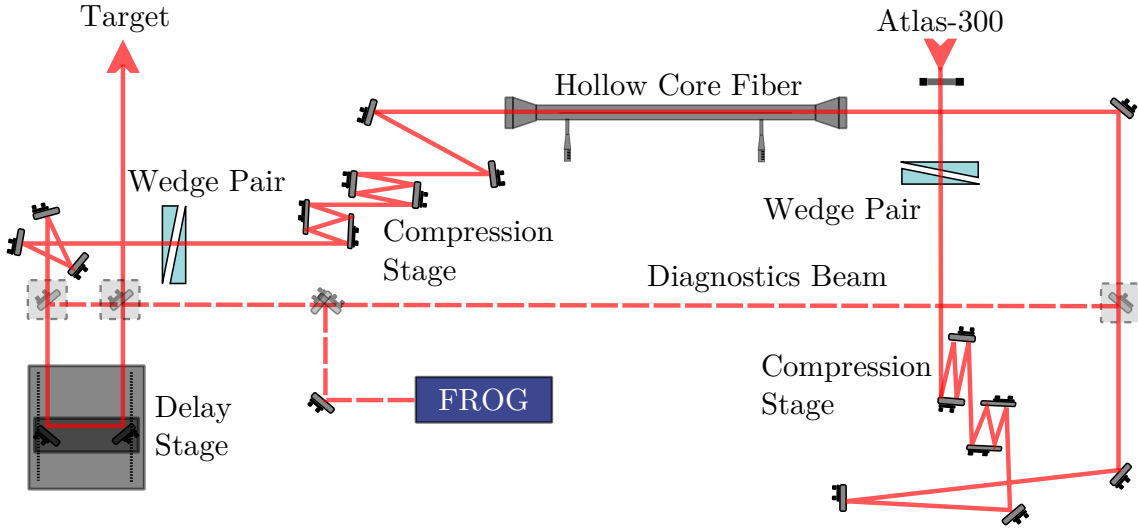 Target
Atlas-300
Hollow Core Fiber
Wedge Pair
Wedge Pair
Compression
Stage
Diagnostics Beam
Compression
Stage
FROG
Delay
Stage